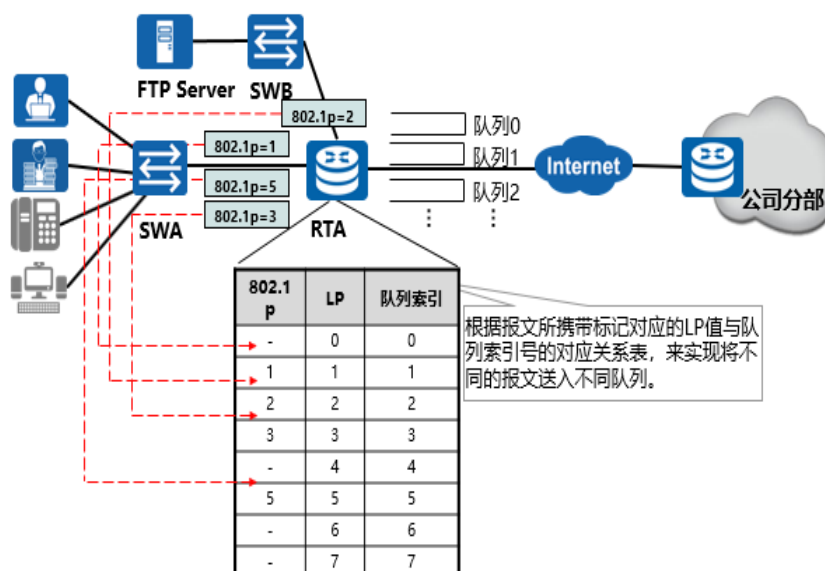 FTP Server
SWB
802.1p=2
802.1p=1
802.1p=5
802.1p=3
SWA
RTA
队列0
队列1
队列2
⋮ ⋮
Internet
公司分部
802.1p LP 队列索引
- 0 0
1 1 1
2 2 2
3 3 3
- 4 4
5 5 5
- 6 6
- 7 7
根据报文所携带标记对应的LP值与队
列索引号的对应关系表，来实现将不
同的报文送入不同队列。